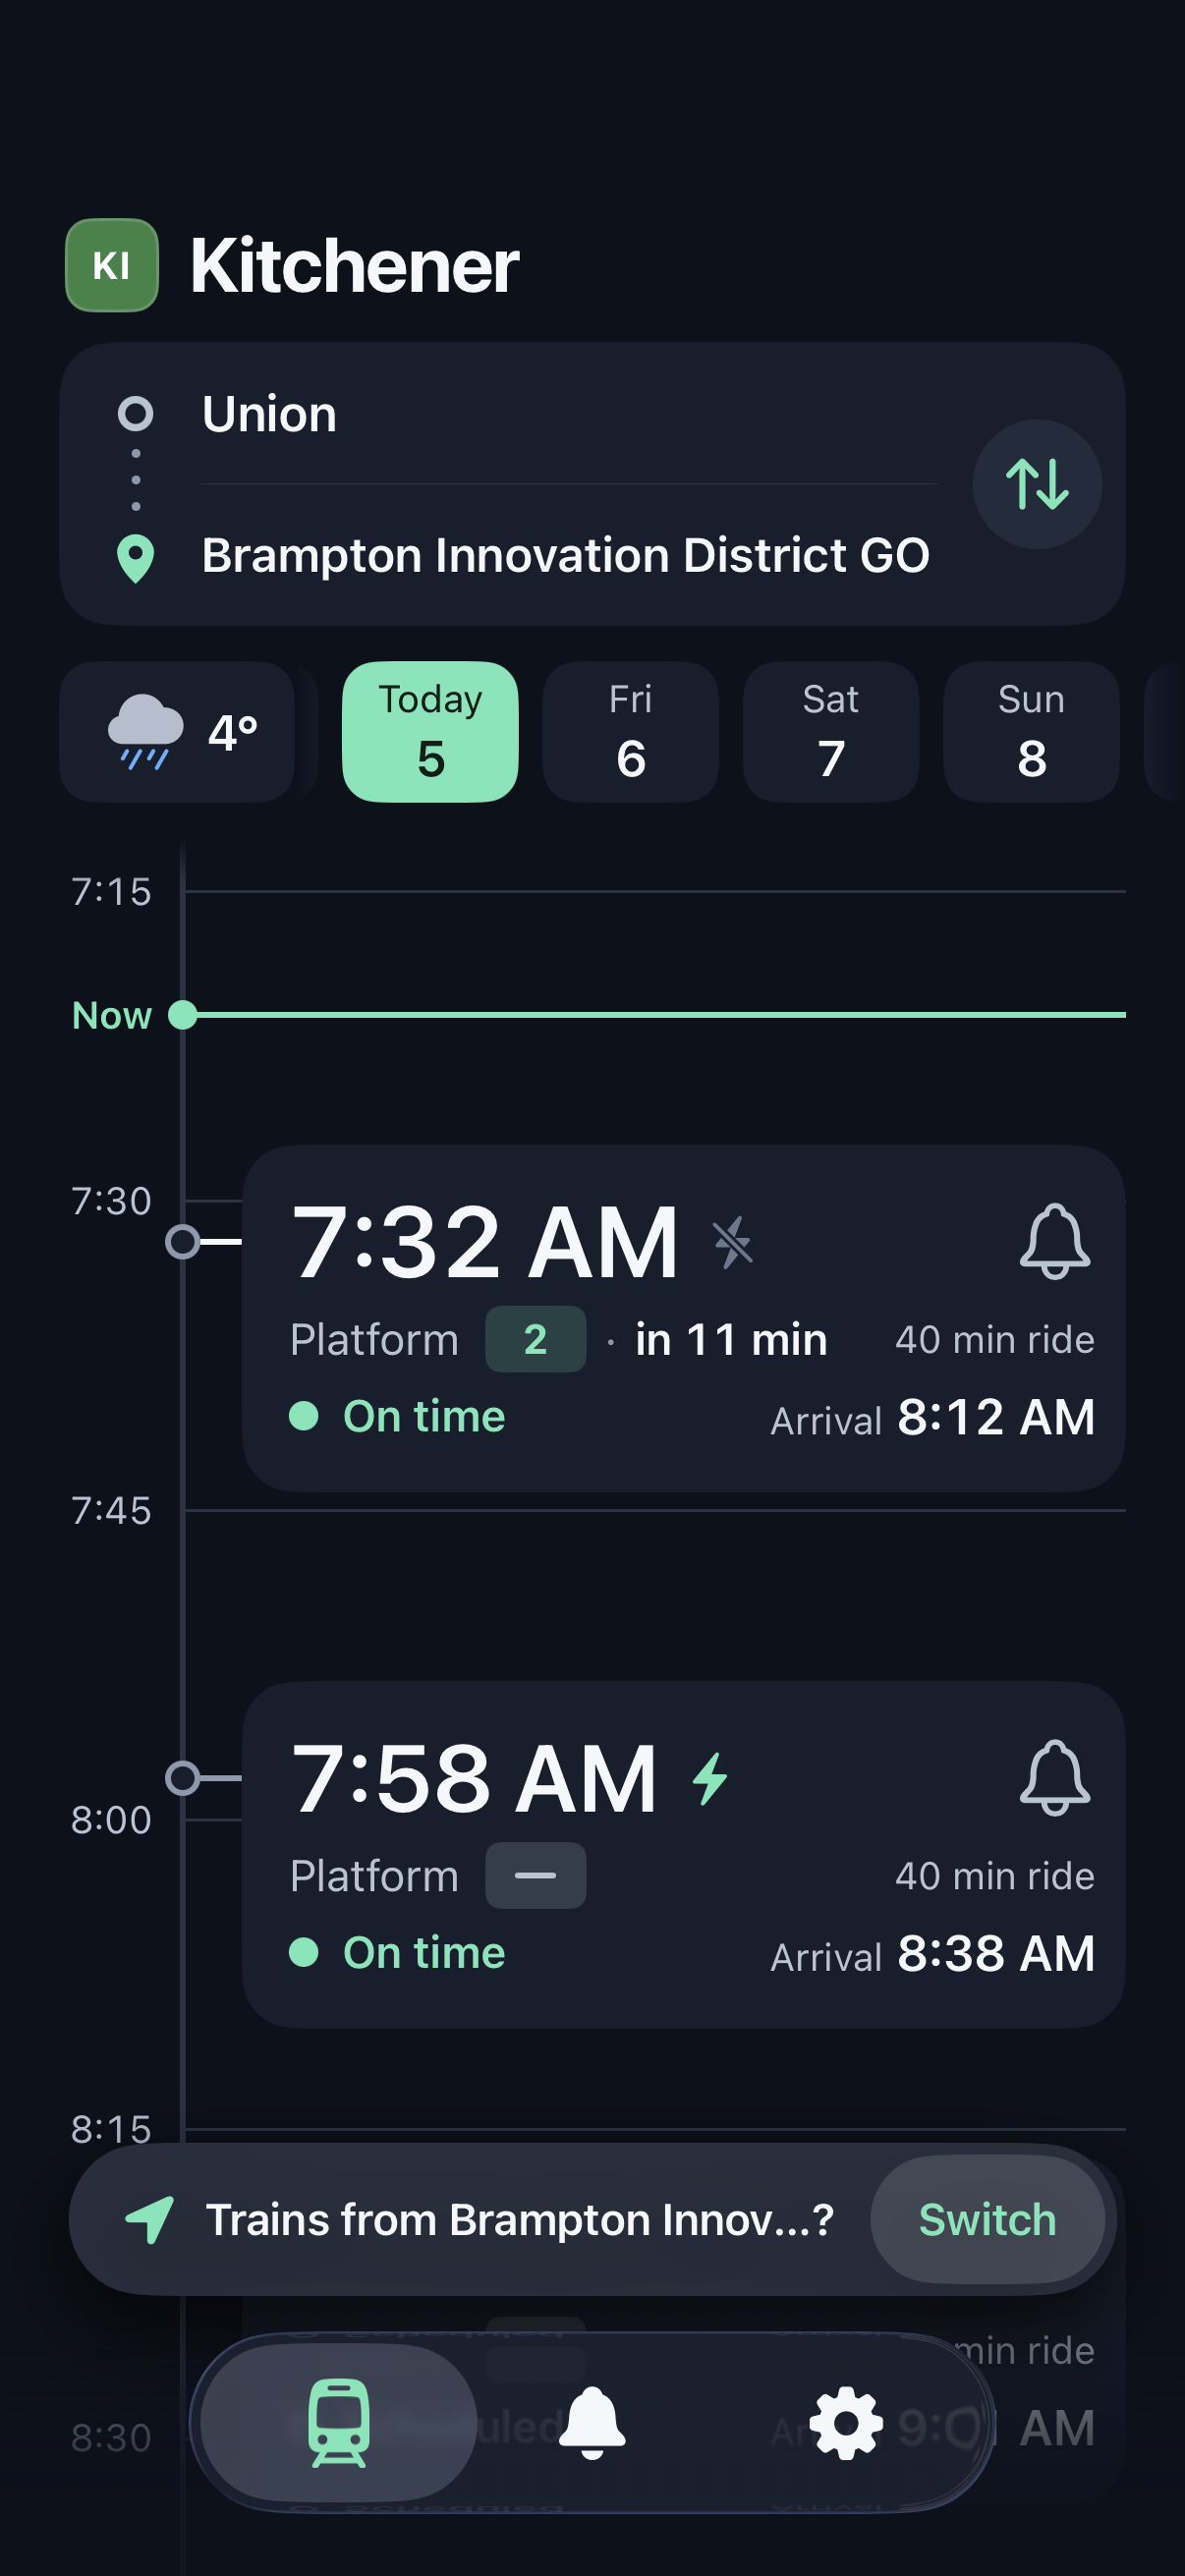 KI Kitchener
Union
Brampton Innovation District GO
4°
Today 5
Fri 6
Sat 7
Sun 8
7:15
Now
7:30
7:32 AM
Platform 2 · in 11 min 40 min ride
On time Arrival 8:12 AM
7:45
7:58 AM
8:00
Platform — 40 min ride
On time Arrival 8:38 AM
8:15
Trains from Brampton Innov...? Switch
min ride
8:30 AM